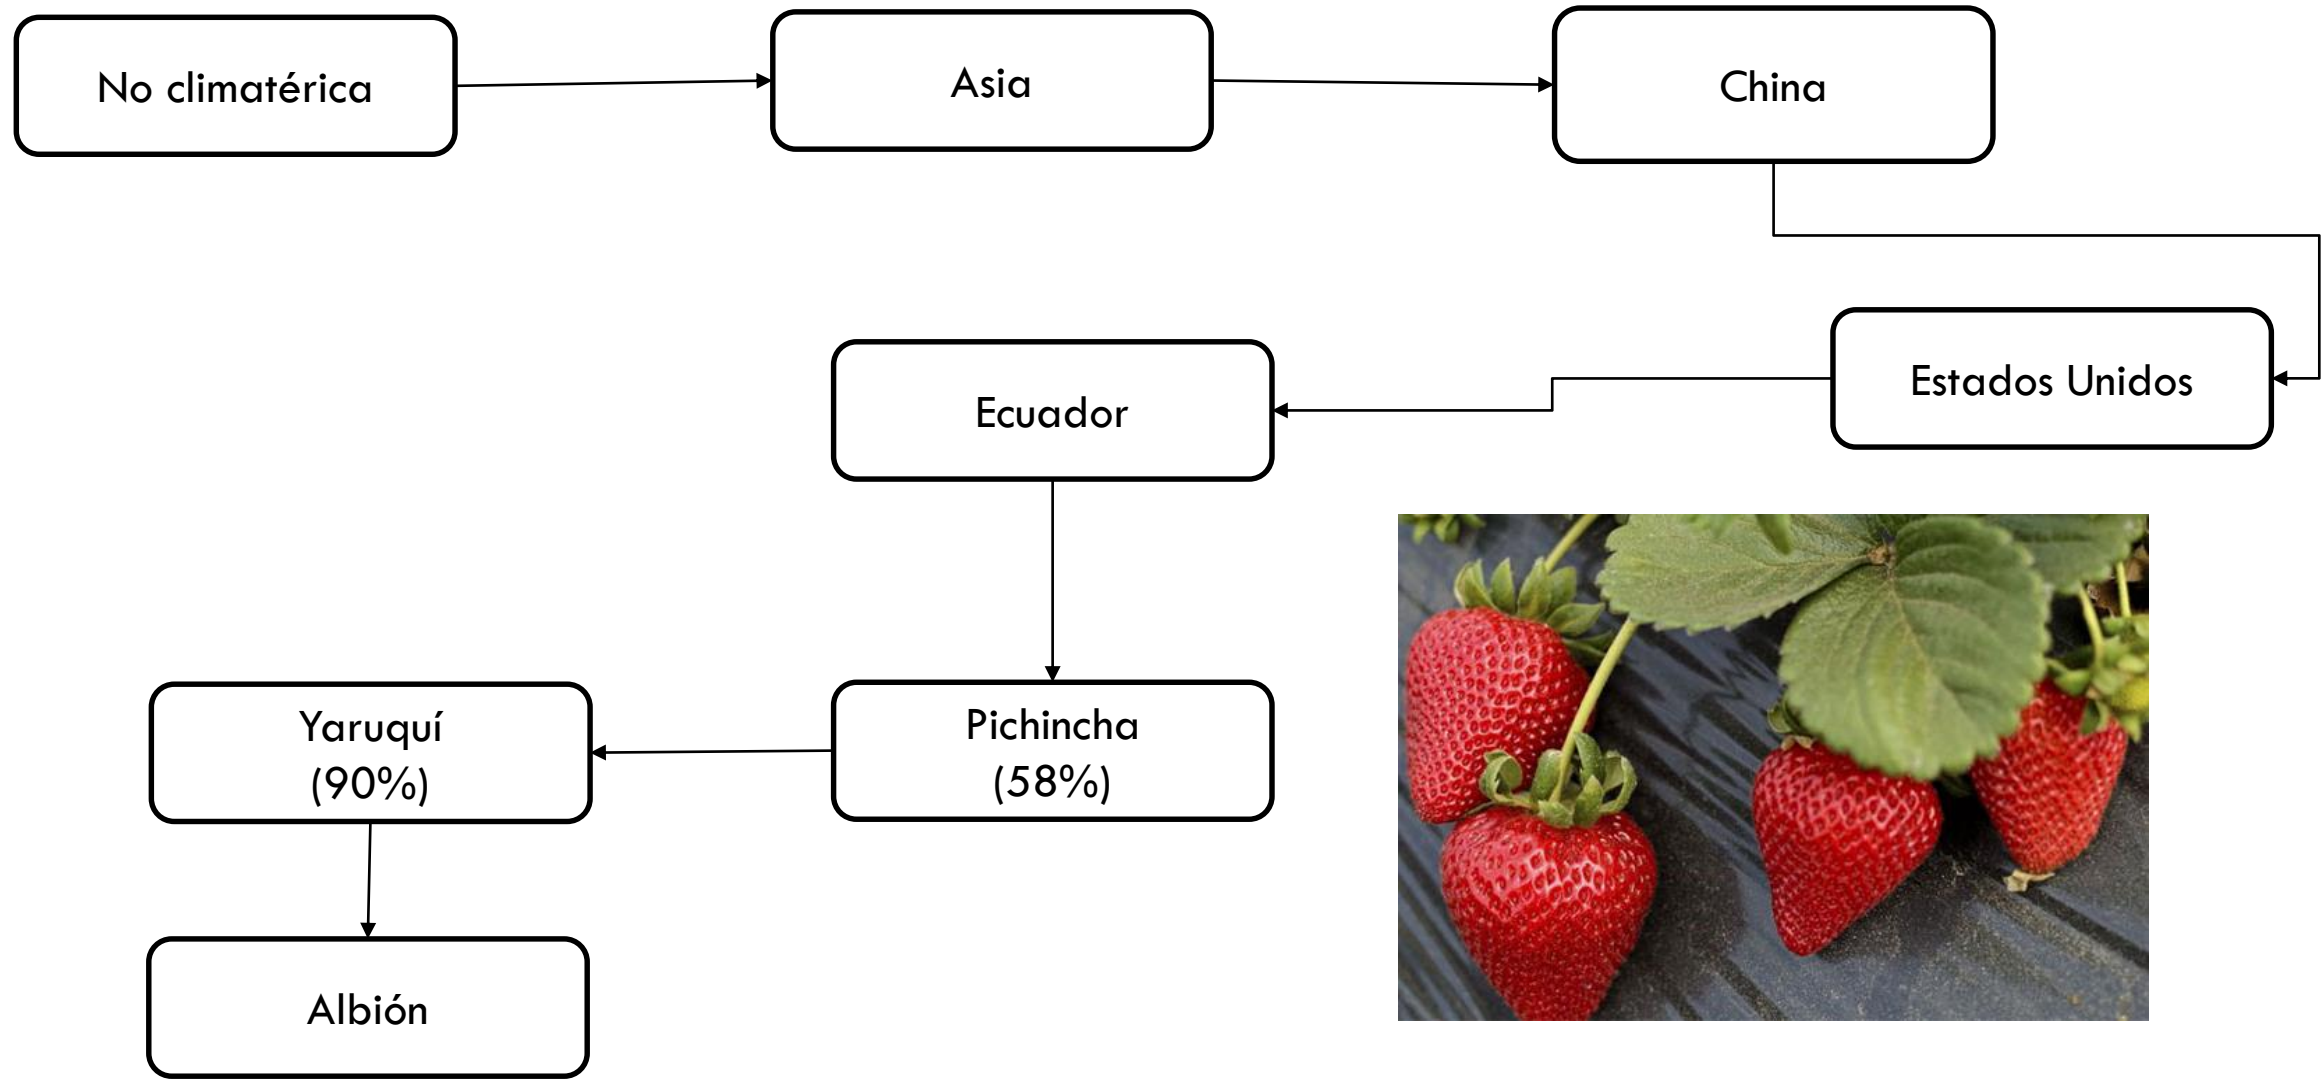 No climatérica
Asia
China
Estados Unidos
Ecuador
Pichincha
(58%)
Yaruquí
(90%)
Albión